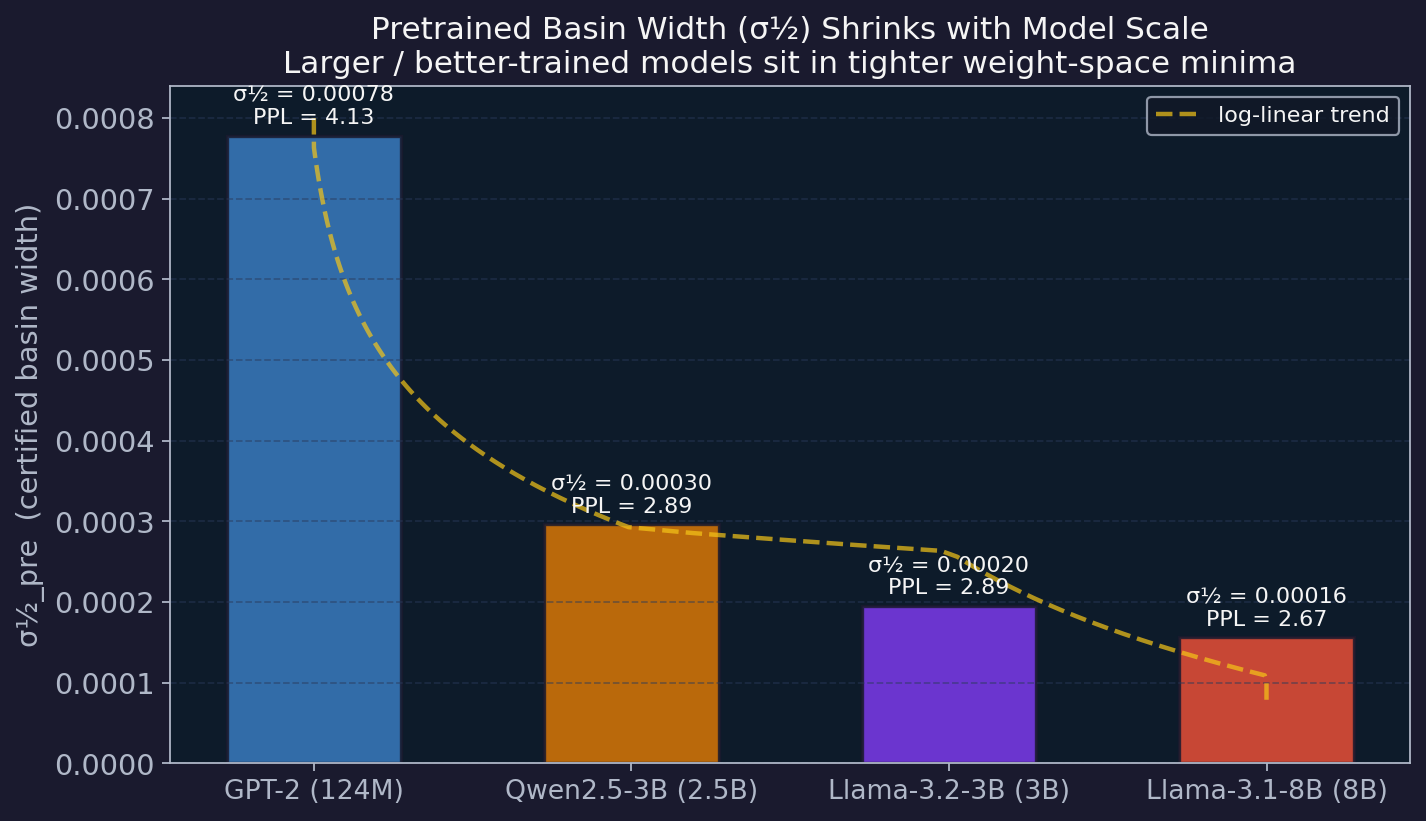 Pretrained Basin Width (σ½) Shrinks with Model Scale
Larger / better-trained models sit in tighter weight-space minima
σ½_pre (certified basin width)
0.0008
0.0007
0.0006
0.0005
0.0004
0.0003
0.0002
0.0001
0.0000
log-linear trend
σ½ = 0.00078
PPL = 4.13
σ½ = 0.00030
PPL = 2.89
σ½ = 0.00020
PPL = 2.89
σ½ = 0.00016
PPL = 2.67
GPT-2 (124M)
Qwen2.5-3B (2.5B)
Llama-3.2-3B (3B)
Llama-3.1-8B (8B)